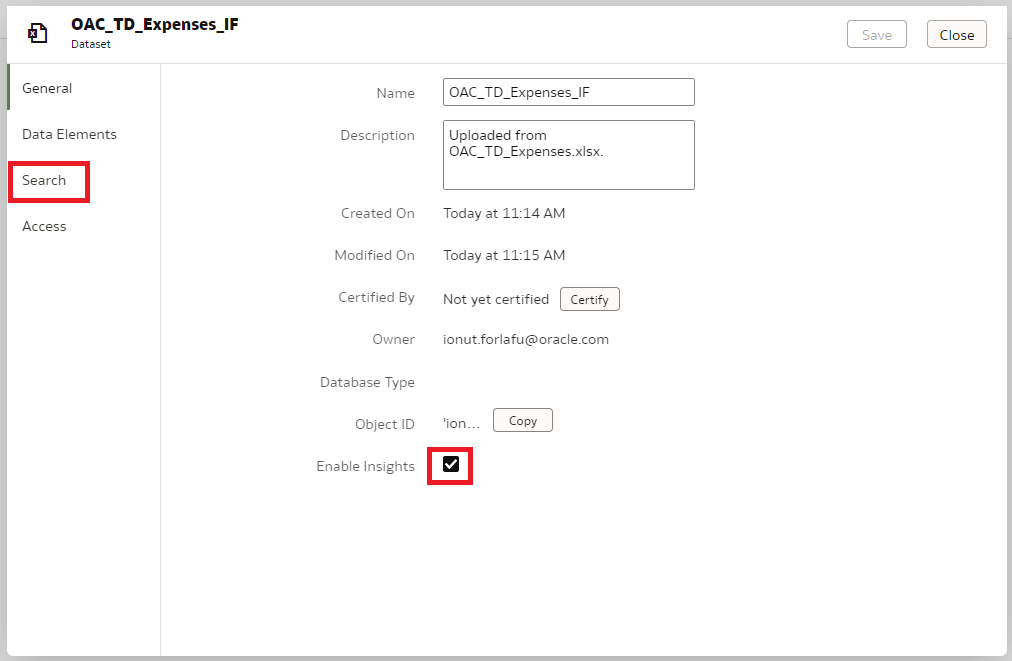 OAC_TD_Expenses_IF
Dataset
Save
Close
General
Data Elements
Search
Access
Name
OAC_TD_Expenses_IF
Description
Uploaded from
OAC_TD_Expenses.xlsx.
Created On
Today at 11:14 AM
Modified On
Today at 11:15 AM
Certified By
Not yet certified
Certify
Owner
ionut.forlafu@oracle.com
Database Type
Object ID
'ion...
Copy
Enable Insights